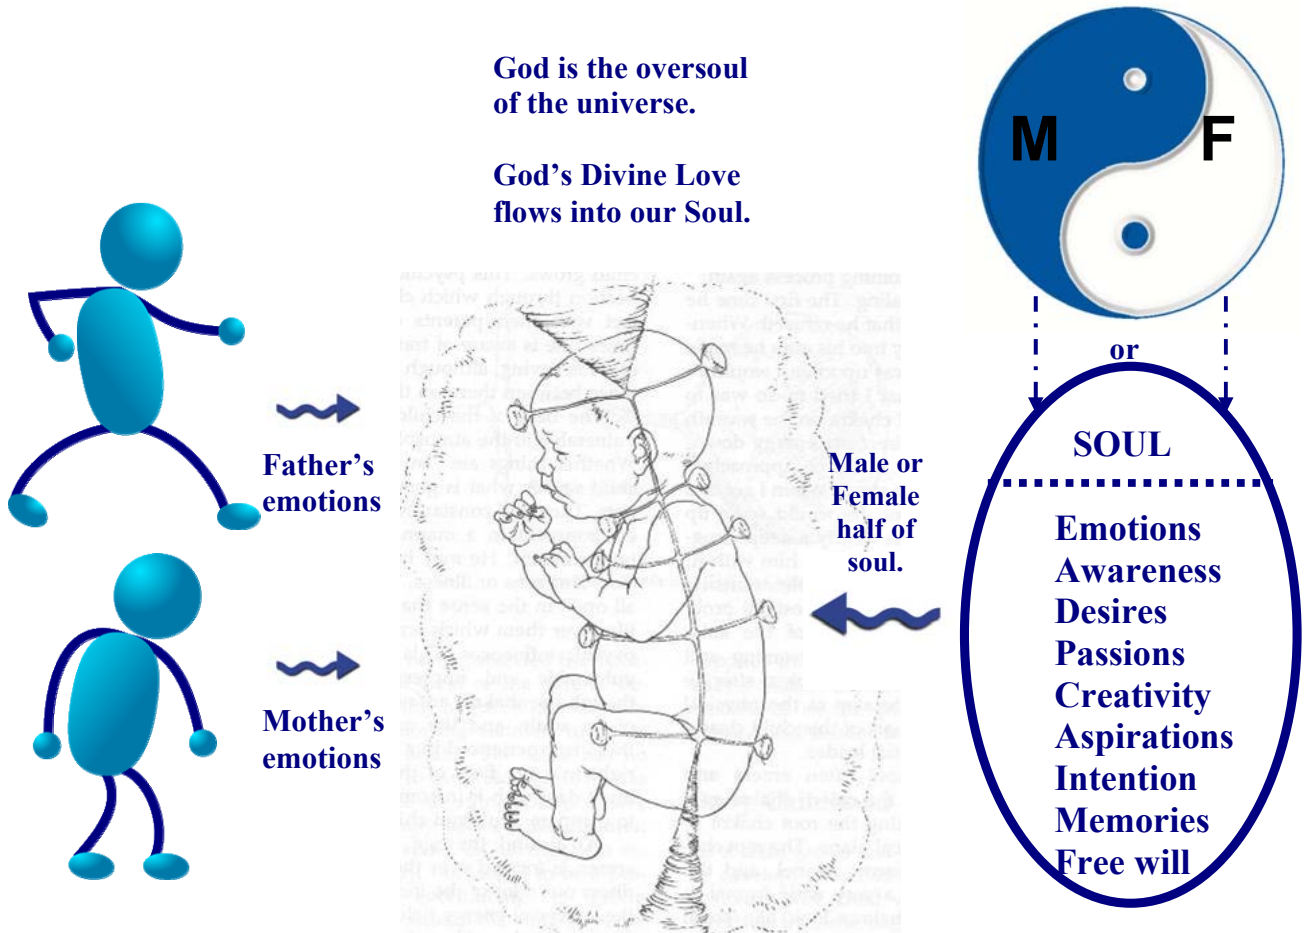 God is the oversoul
of the universe.
God’s Divine Love
flows into our Soul.
M F
or
SOUL
Father’s
emotions
Male or
Female
half of
soul.
Emotions
Awareness
Desires
Passions
Creativity
Aspirations
Intention
Memories
Free will
Mother’s
emotions